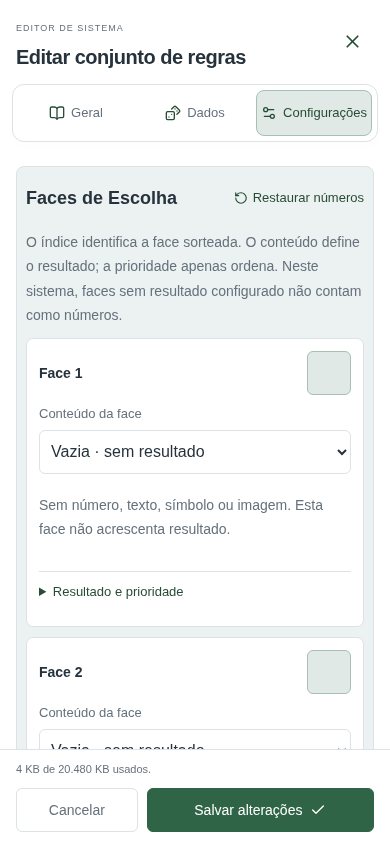 EDITOR DE SISTEMA
Editar conjunto de regras
Geral
Dados
Configurações
Faces de Escolha
Restaurar números
O índice identifica a face sorteada. O conteúdo define
o resultado; a prioridade apenas ordena. Neste
sistema, faces sem resultado configurado não contam
como números.
Face 1
Conteúdo da face
Vazia · sem resultado
Sem número, texto, símbolo ou imagem. Esta
face não acrescenta resultado.
Resultado e prioridade
Face 2
Conteúdo da face
Vazia · sem resultado
4 KB de 20.480 KB usados.
Cancelar
Salvar alterações